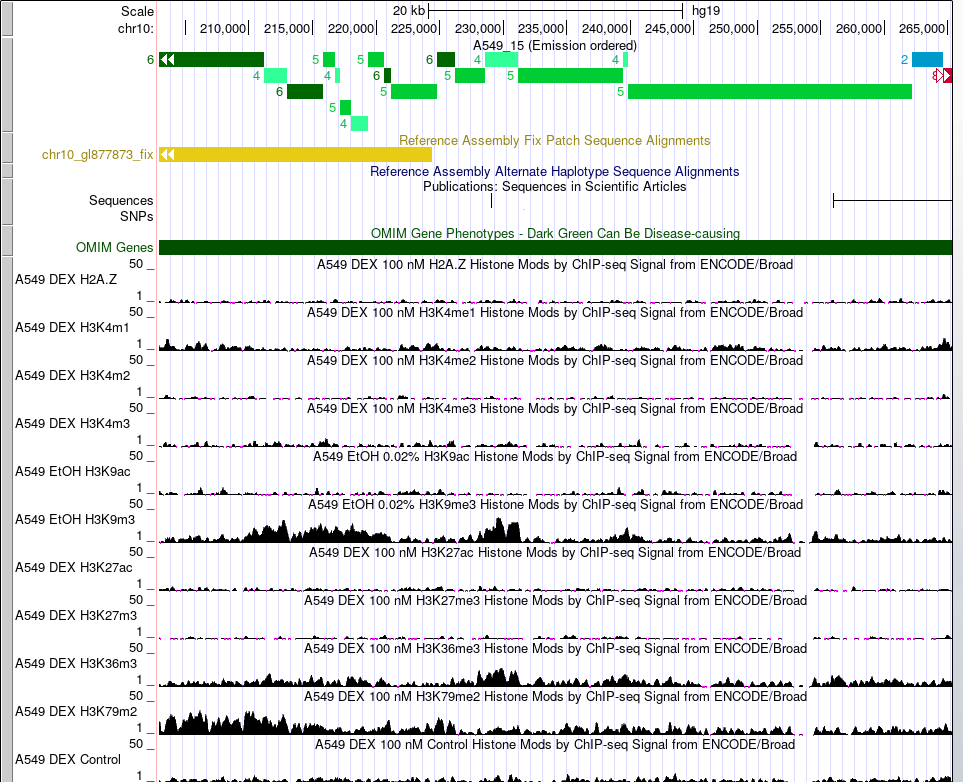 Scale 20 kb hg19
chr10: 210,000 215,000 220,000 225,000 230,000 235,000 240,000 245,000 250,000 255,000 260,000 265,000
A549_15 (Emission ordered)
6 5 5 6 4 4 2
4 4 6 5 5 8
6 5 5
5
4
Reference Assembly Fix Patch Sequence Alignments
chr10_gl877873_fix
Reference Assembly Alternate Haplotype Sequence Alignments
Publications: Sequences in Scientific Articles
Sequences
SNPs
OMIM Gene Phenotypes - Dark Green Can Be Disease-causing
OMIM Genes
50 _ A549 DEX 100 nM H2A.Z Histone Mods by ChIP-seq Signal from ENCODE/Broad
A549 DEX H2A.Z
1 _
50 _ A549 DEX 100 nM H3K4me1 Histone Mods by ChIP-seq Signal from ENCODE/Broad
A549 DEX H3K4m1
1 _
50 _ A549 DEX 100 nM H3K4me2 Histone Mods by ChIP-seq Signal from ENCODE/Broad
A549 DEX H3K4m2
1 _
50 _ A549 DEX 100 nM H3K4me3 Histone Mods by ChIP-seq Signal from ENCODE/Broad
A549 DEX H3K4m3
1 _
50 _ A549 EtOH 0.02% H3K9ac Histone Mods by ChIP-seq Signal from ENCODE/Broad
A549 EtOH H3K9ac
1 _
50 _ A549 EtOH 0.02% H3K9me3 Histone Mods by ChIP-seq Signal from ENCODE/Broad
A549 EtOH H3K9m3
1 _
50 _ A549 DEX 100 nM H3K27ac Histone Mods by ChIP-seq Signal from ENCODE/Broad
A549 DEX H3K27ac
1 _
50 _ A549 DEX 100 nM H3K27me3 Histone Mods by ChIP-seq Signal from ENCODE/Broad
A549 DEX H3K27m3
1 _
50 _ A549 DEX 100 nM H3K36me3 Histone Mods by ChIP-seq Signal from ENCODE/Broad
A549 DEX H3K36m3
1 _
50 _ A549 DEX 100 nM H3K79me2 Histone Mods by ChIP-seq Signal from ENCODE/Broad
A549 DEX H3K79m2
1 _
50 _ A549 DEX 100 nM Control Histone Mods by ChIP-seq Signal from ENCODE/Broad
A549 DEX Control
1 _